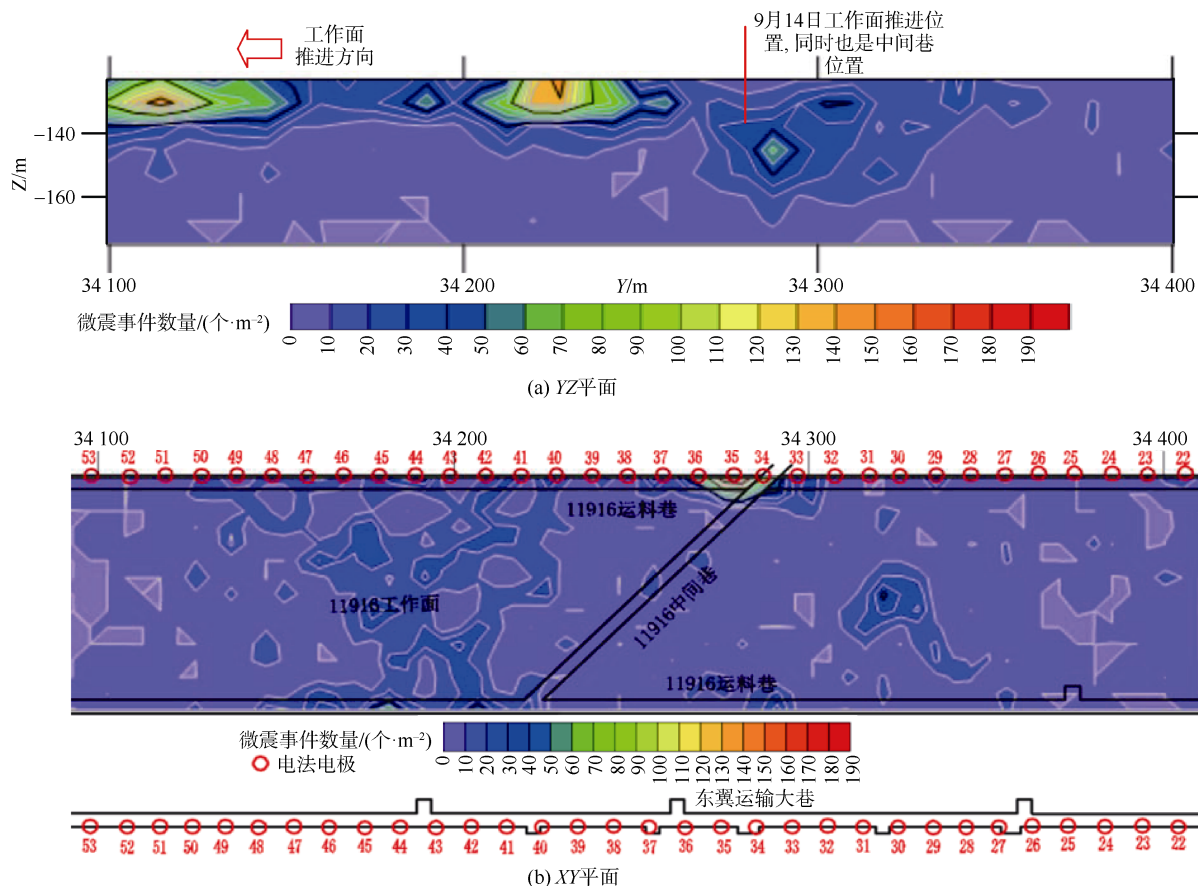 工作面
推进方向
9月14日工作面推进位
置, 同时也是中间巷
位置
Z/m
−140
−160
34 100
34 200
Y/m
34 300
34 400
微震事件数量/(个·m⁻²)
0 10 20 30 40 50 60 70 80 90 100 110 120 130 140 150 160 170 180 190
(a) YZ平面
34 100 34 200 34 300 34 400
53 52 51 50 49 48 47 46 45 44 43 42 41 40 39 38 37 36 35 34 33 32 31 30 29 28 27 26 25 24 23 22
11916运料巷
11916工作面
11916中间巷
11916运料巷
微震事件数量/(个·m⁻²)
0 10 20 30 40 50 60 70 80 90 100 110 120 130 140 150 160 170 180 190
电法电极
东翼运输大巷
53 52 51 50 49 48 47 46 45 44 43 42 41 40 39 38 37 36 35 34 33 32 31 30 29 28 27 26 25 24 23 22
(b) XY平面